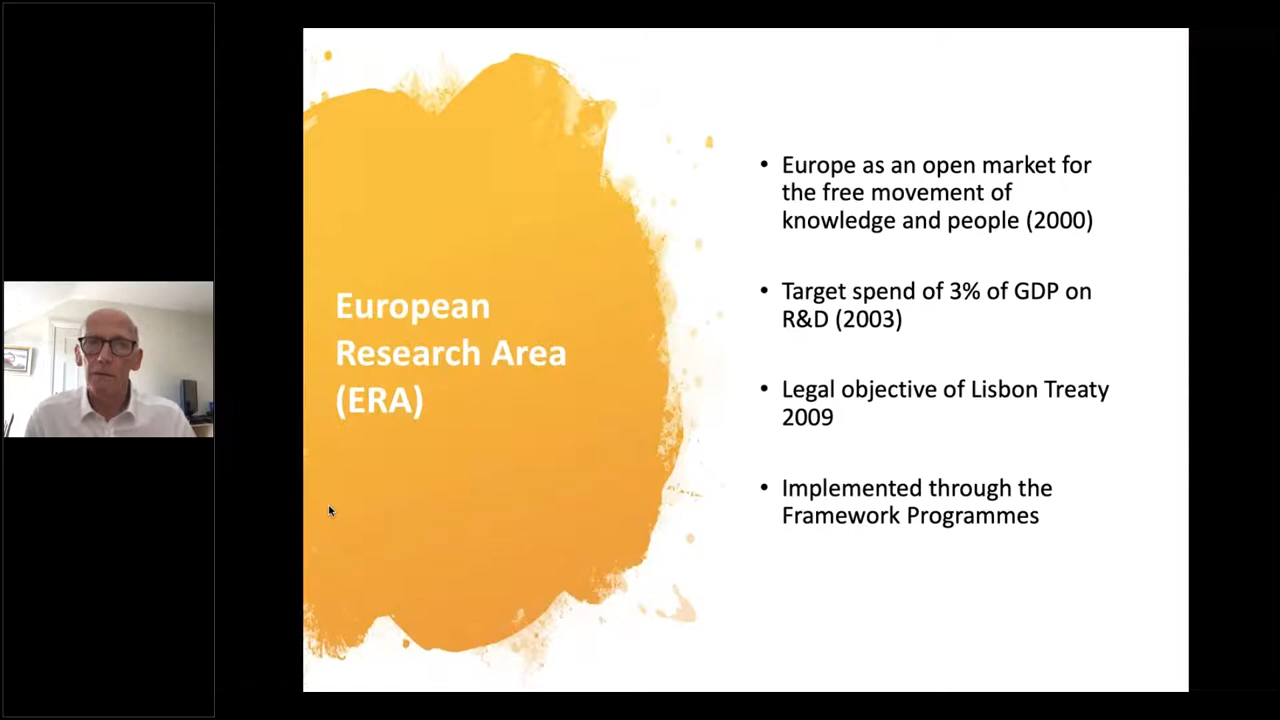 European
Research Area
(ERA)
• Europe as an open market for
the free movement of
knowledge and people (2000)
• Target spend of 3% of GDP on
R&D (2003)
• Legal objective of Lisbon Treaty
2009
• Implemented through the
Framework Programmes